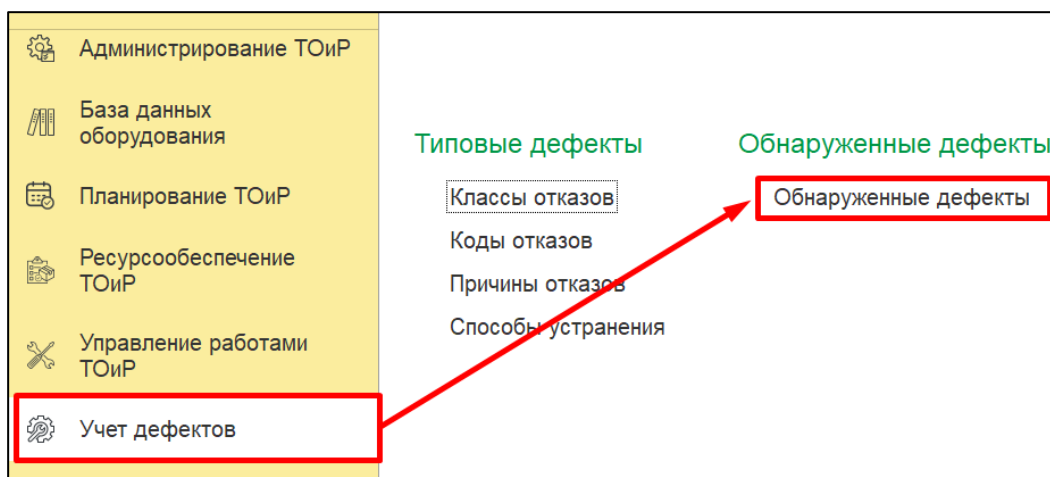 Администрирование ТОиР
База данных
оборудования
Планирование ТОиР
Ресурсообеспечение
ТОиР
Управление работами
ТОиР
Учет дефектов
Типовые дефекты
Классы отказов
Коды отказов
Причины отказов
Способы устранения
Обнаруженные дефекты
Обнаруженные дефекты